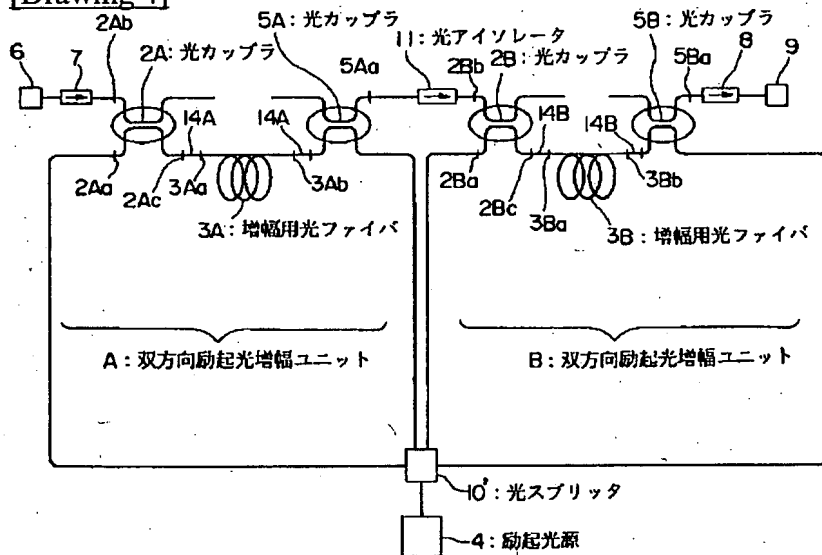 [Drawing 4]
2Ab
2A:光カップラ
5A:光カップラ
5Aa
11:光アイソレータ
2Bb
2B:光カップラ
5B:光カップラ
5Ba
6
7
8
9
14A
14A
14B
14B
2Aa
2Ac
3Aa
3Ab
2Ba
2Bc
3Ba
3Bb
3A:増幅用光ファイバ
3B:増幅用光ファイバ
A:双方向励起光増幅ユニット
B:双方向励起光増幅ユニット
10':光スプリッタ
4:励起光源